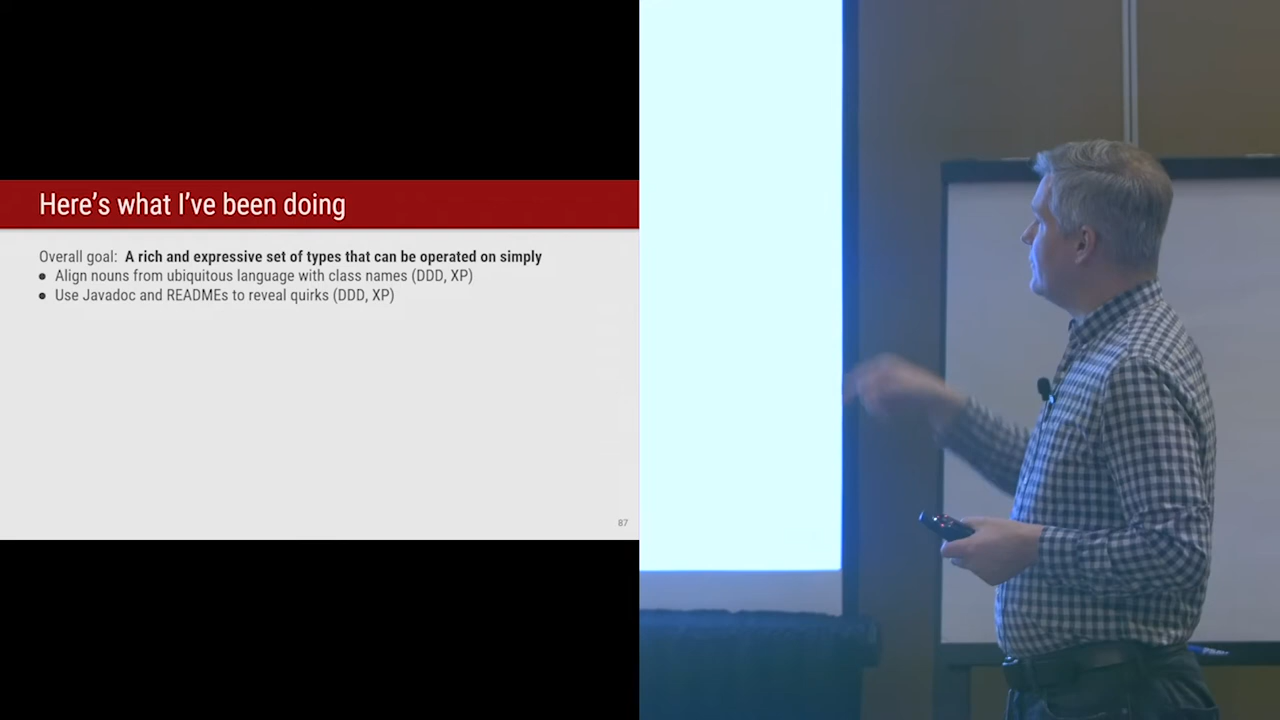 Here's what I've been doing
Overall goal: A rich and expressive set of types that can be operated on simply
● Align nouns from ubiquitous language with class names (DDD, XP)
● Use Javadoc and READMEs to reveal quirks (DDD, XP)
87